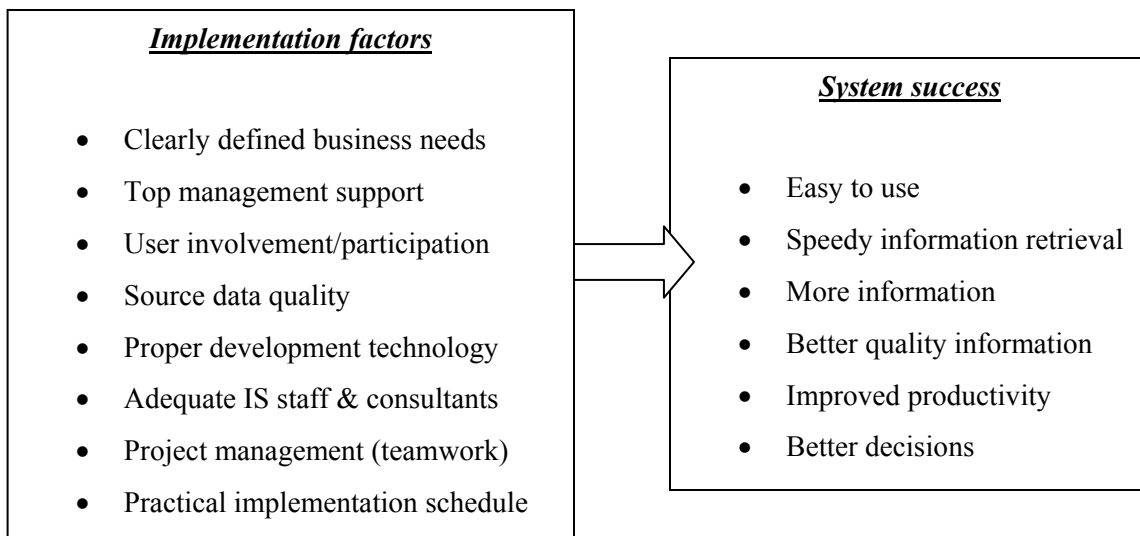 Implementation factors
• Clearly defined business needs
• Top management support
• User involvement/participation
• Source data quality
• Proper development technology
• Adequate IS staff & consultants
• Project management (teamwork)
• Practical implementation schedule
System success
• Easy to use
• Speedy information retrieval
• More information
• Better quality information
• Improved productivity
• Better decisions